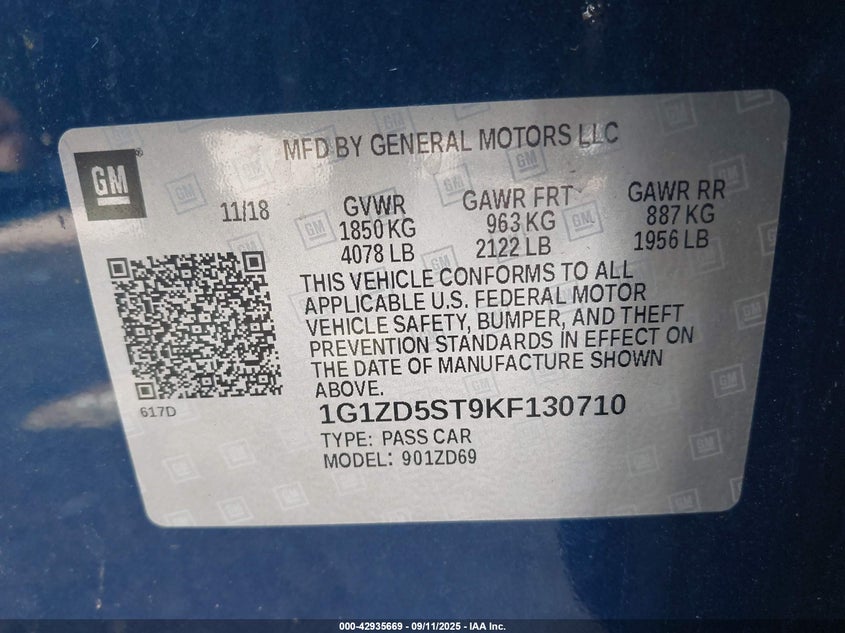 MFD BY GENERAL MOTORS LLC
GM
11/18
GVWR
1850 KG
4078 LB
GAWR FRT
963 KG
2122 LB
GAWR RR
887 KG
1956 LB
THIS VEHICLE CONFORMS TO ALL
APPLICABLE U.S. FEDERAL MOTOR
VEHICLE SAFETY, BUMPER, AND THEFT
PREVENTION STANDARDS IN EFFECT ON
THE DATE OF MANUFACTURE SHOWN
ABOVE.
617D
1G1ZD5ST9KF130710
TYPE: PASS CAR
MODEL: 901ZD69
000-42935669 - 09/11/2025 - IAA Inc.